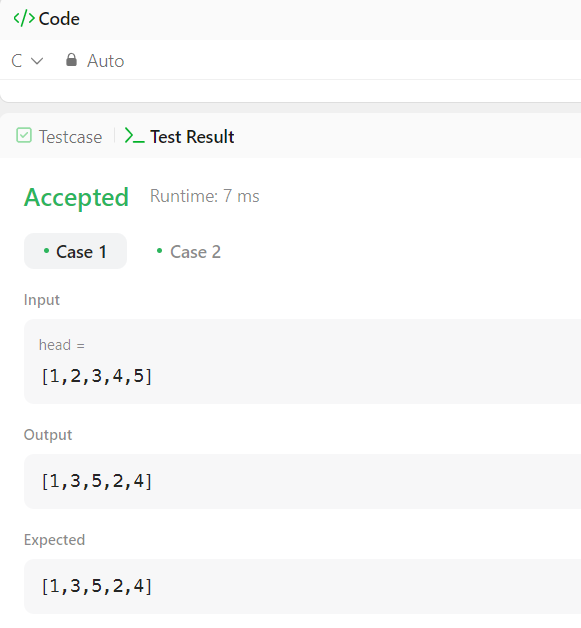 </> Code
C Auto
Testcase >_ Test Result
Accepted Runtime: 7 ms
• Case 1 • Case 2
Input
head =
[1,2,3,4,5]
Output
[1,3,5,2,4]
Expected
[1,3,5,2,4]